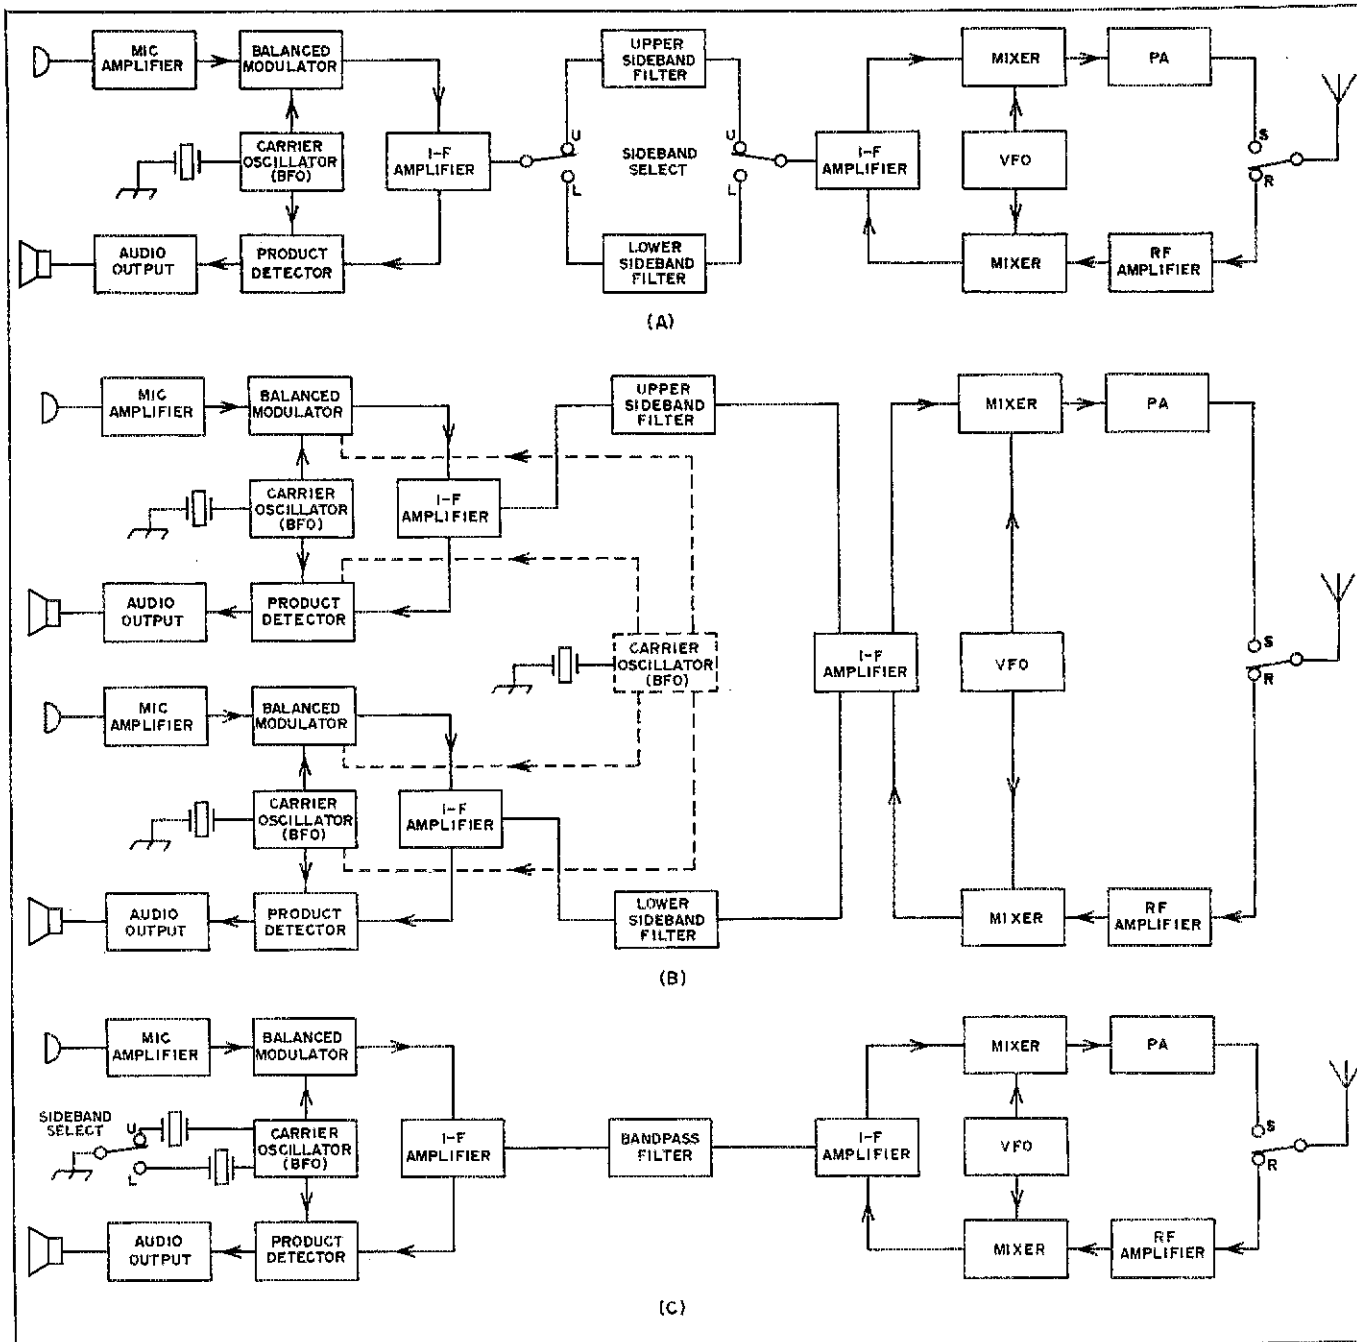 MIC
AMPLIFIER
BALANCED
MODULATOR
UPPER
SIDEBAND
FILTER
MIXER
PA
CARRIER
OSCILLATOR
(BFO)
I-F
AMPLIFIER
U
L
SIDEBAND
SELECT
U
L
I-F
AMPLIFIER
VFO
S
R
AUDIO
OUTPUT
PRODUCT
DETECTOR
LOWER
SIDEBAND
FILTER
MIXER
RF
AMPLIFIER
(A)
MIC
AMPLIFIER
BALANCED
MODULATOR
UPPER
SIDEBAND
FILTER
MIXER
PA
CARRIER
OSCILLATOR
(BFO)
I-F
AMPLIFIER
AUDIO
OUTPUT
PRODUCT
DETECTOR
CARRIER
OSCILLATOR
(BFO)
I-F
AMPLIFIER
VFO
S
R
MIC
AMPLIFIER
BALANCED
MODULATOR
CARRIER
OSCILLATOR
(BFO)
I-F
AMPLIFIER
AUDIO
OUTPUT
PRODUCT
DETECTOR
LOWER
SIDEBAND
FILTER
MIXER
RF
AMPLIFIER
(B)
MIC
AMPLIFIER
BALANCED
MODULATOR
MIXER
PA
SIDEBAND
SELECT
U
L
CARRIER
OSCILLATOR
(BFO)
I-F
AMPLIFIER
BANDPASS
FILTER
I-F
AMPLIFIER
VFO
S
R
AUDIO
OUTPUT
PRODUCT
DETECTOR
MIXER
RF
AMPLIFIER
(C)